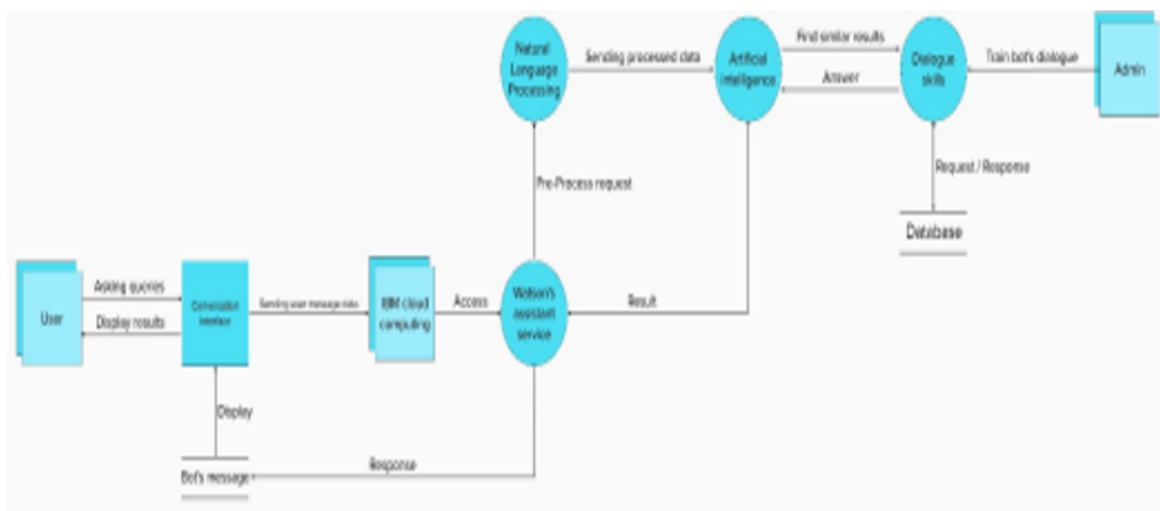 Natural
Language
Processing
Sending processed data
Artificial
Intelligence
Find similar results
Answer
Dialogue
skills
Train bot's dialogue
Admin
Pre-Process request
Request / Response
Database
User
Asking queries
Display results
Conversation
Interface
Sending user message data
IBM cloud
computing
Access
Watson's
assistant
service
Result
Display
Bot's message
Response